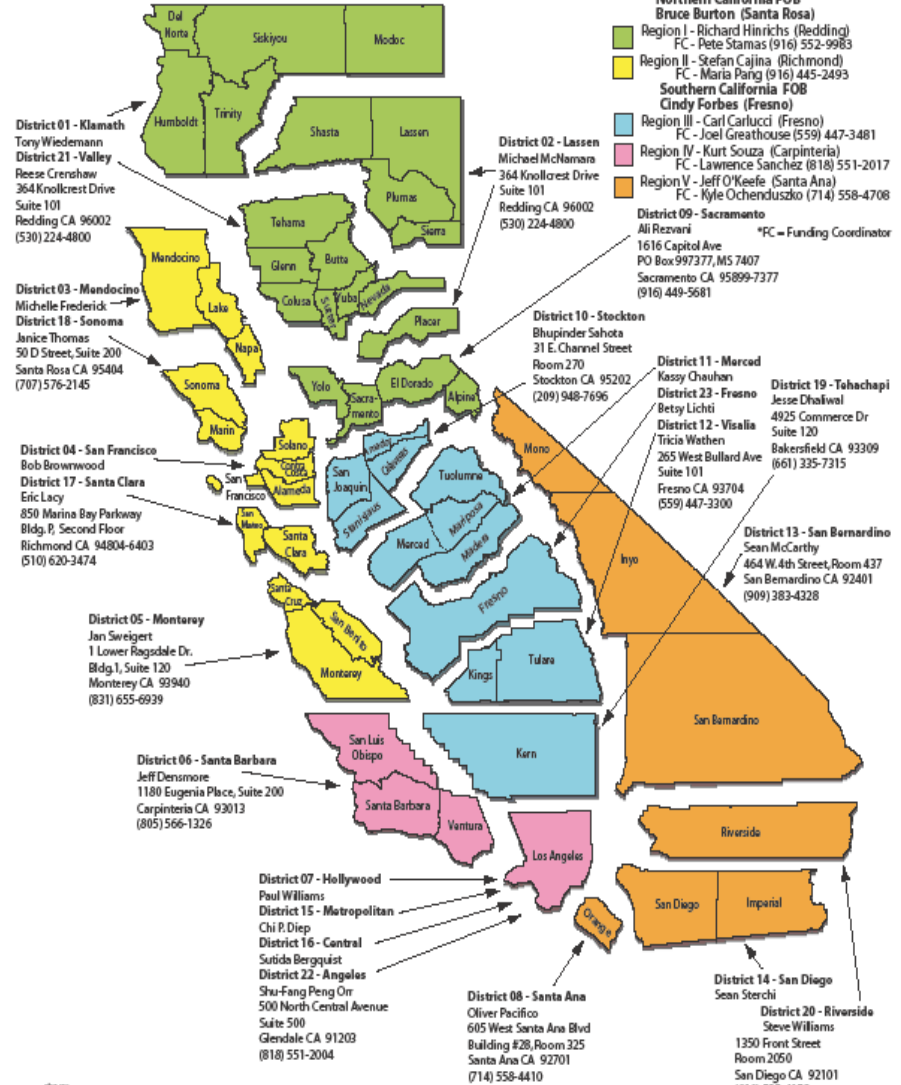 Northern California FOB
Bruce Burton (Santa Rosa)
Region I - Richard Hinrichs (Redding)
FC - Pete Stamas (916) 552-9983
Region II - Stefan Cajina (Richmond)
FC - Maria Pang (916) 445-2493
Southern California FOB
Cindy Forbes (Fresno)
Region III - Carl Carlucci (Fresno)
FC - Joel Greathouse (559) 447-3481
Region IV - Kurt Souza (Carpinteria)
FC - Lawrence Sanchez (818) 551-2017
Region V - Jeff O'Keefe (Santa Ana)
FC - Kyle Ochenduszko (714) 558-4708
*FC = Funding Coordinator
Del
Norte
Siskiyou
Modoc
Humboldt
Trinity
Shasta
Lassen
Plumas
Sierra
District 01 - Klamath
Tony Wiedemann
District 21 - Valley
Reese Crenshaw
364 Knollcrest Drive
Suite 101
Redding CA 96002
(530) 224-4800
District 02 - Lassen
Michael McNamara
364 Knollcrest Drive
Suite 101
Redding CA 96002
(530) 224-4800
District 09 - Sacramento
Ali Rezvani
1616 Capitol Ave
PO Box 997377, MS 7407
Sacramento CA 95899-7377
(916) 449-5681
Tehama
Glenn
Butte
Colusa
Sutter
Yuba
Nevada
Placer
Mendocino
Lake
Napa
District 03 - Mendocino
Michelle Frederick
District 18 - Sonoma
Janice Thomas
50 D Street, Suite 200
Santa Rosa CA 95404
(707) 576-2145
Sonoma
Marin
Yolo
Sacra-
mento
El Dorado
Alpine
District 10 - Stockton
Bhupinder Sahota
31 E. Channel Street
Room 270
Stockton CA 95202
(209) 948-7696
District 11 - Merced
Kassy Chauhan
District 23 - Fresno
Betsy Lichti
District 12 - Visalia
Tricia Wathen
265 West Bullard Ave
Suite 101
Fresno CA 93704
(559) 447-3300
District 19 - Tehachapi
Jesse Dhaliwal
4925 Commerce Dr
Suite 120
Bakersfield CA 93309
(661) 335-7315
District 04 - San Francisco
Bob Brownwood
District 17 - Santa Clara
Eric Lacy
850 Marina Bay Parkway
Bldg. P, Second Floor
Richmond CA 94804-6403
(510) 620-3474
Solano
Contra
Costa
Alameda
San
Francisco
San
Mateo
Santa
Clara
San
Joaquin
Amador
Calaveras
Stanislaus
Tuolumne
Mariposa
Merced
Madera
Mono
Inyo
District 13 - San Bernardino
Sean McCarthy
464 W. 4th Street, Room 437
San Bernardino CA 92401
(909) 383-4328
Santa
Cruz
San Benito
Monterey
Fresno
Kings
Tulare
District 05 - Monterey
Jan Sweigert
1 Lower Ragsdale Dr.
Bldg.1, Suite 120
Monterey CA 93940
(831) 655-6939
San Luis
Obispo
Santa Barbara
Ventura
Kern
San Bernardino
District 06 - Santa Barbara
Jeff Densmore
1180 Eugenia Place, Suite 200
Carpinteria CA 93013
(805) 566-1326
Los Angeles
Riverside
Orange
San Diego
Imperial
District 07 - Hollywood
Paul Williams
District 15 - Metropolitan
Chi P. Diep
District 16 - Central
Sutida Bergquist
District 22 - Angeles
Shu-Fang Peng Orr
500 North Central Avenue
Suite 500
Glendale CA 91203
(818) 551-2004
District 08 - Santa Ana
Oliver Pacifico
605 West Santa Ana Blvd
Building #28, Room 325
Santa Ana CA 92701
(714) 558-4410
District 14 - San Diego
Sean Sterchi
District 20 - Riverside
Steve Williams
1350 Front Street
Room 2050
San Diego CA 92101